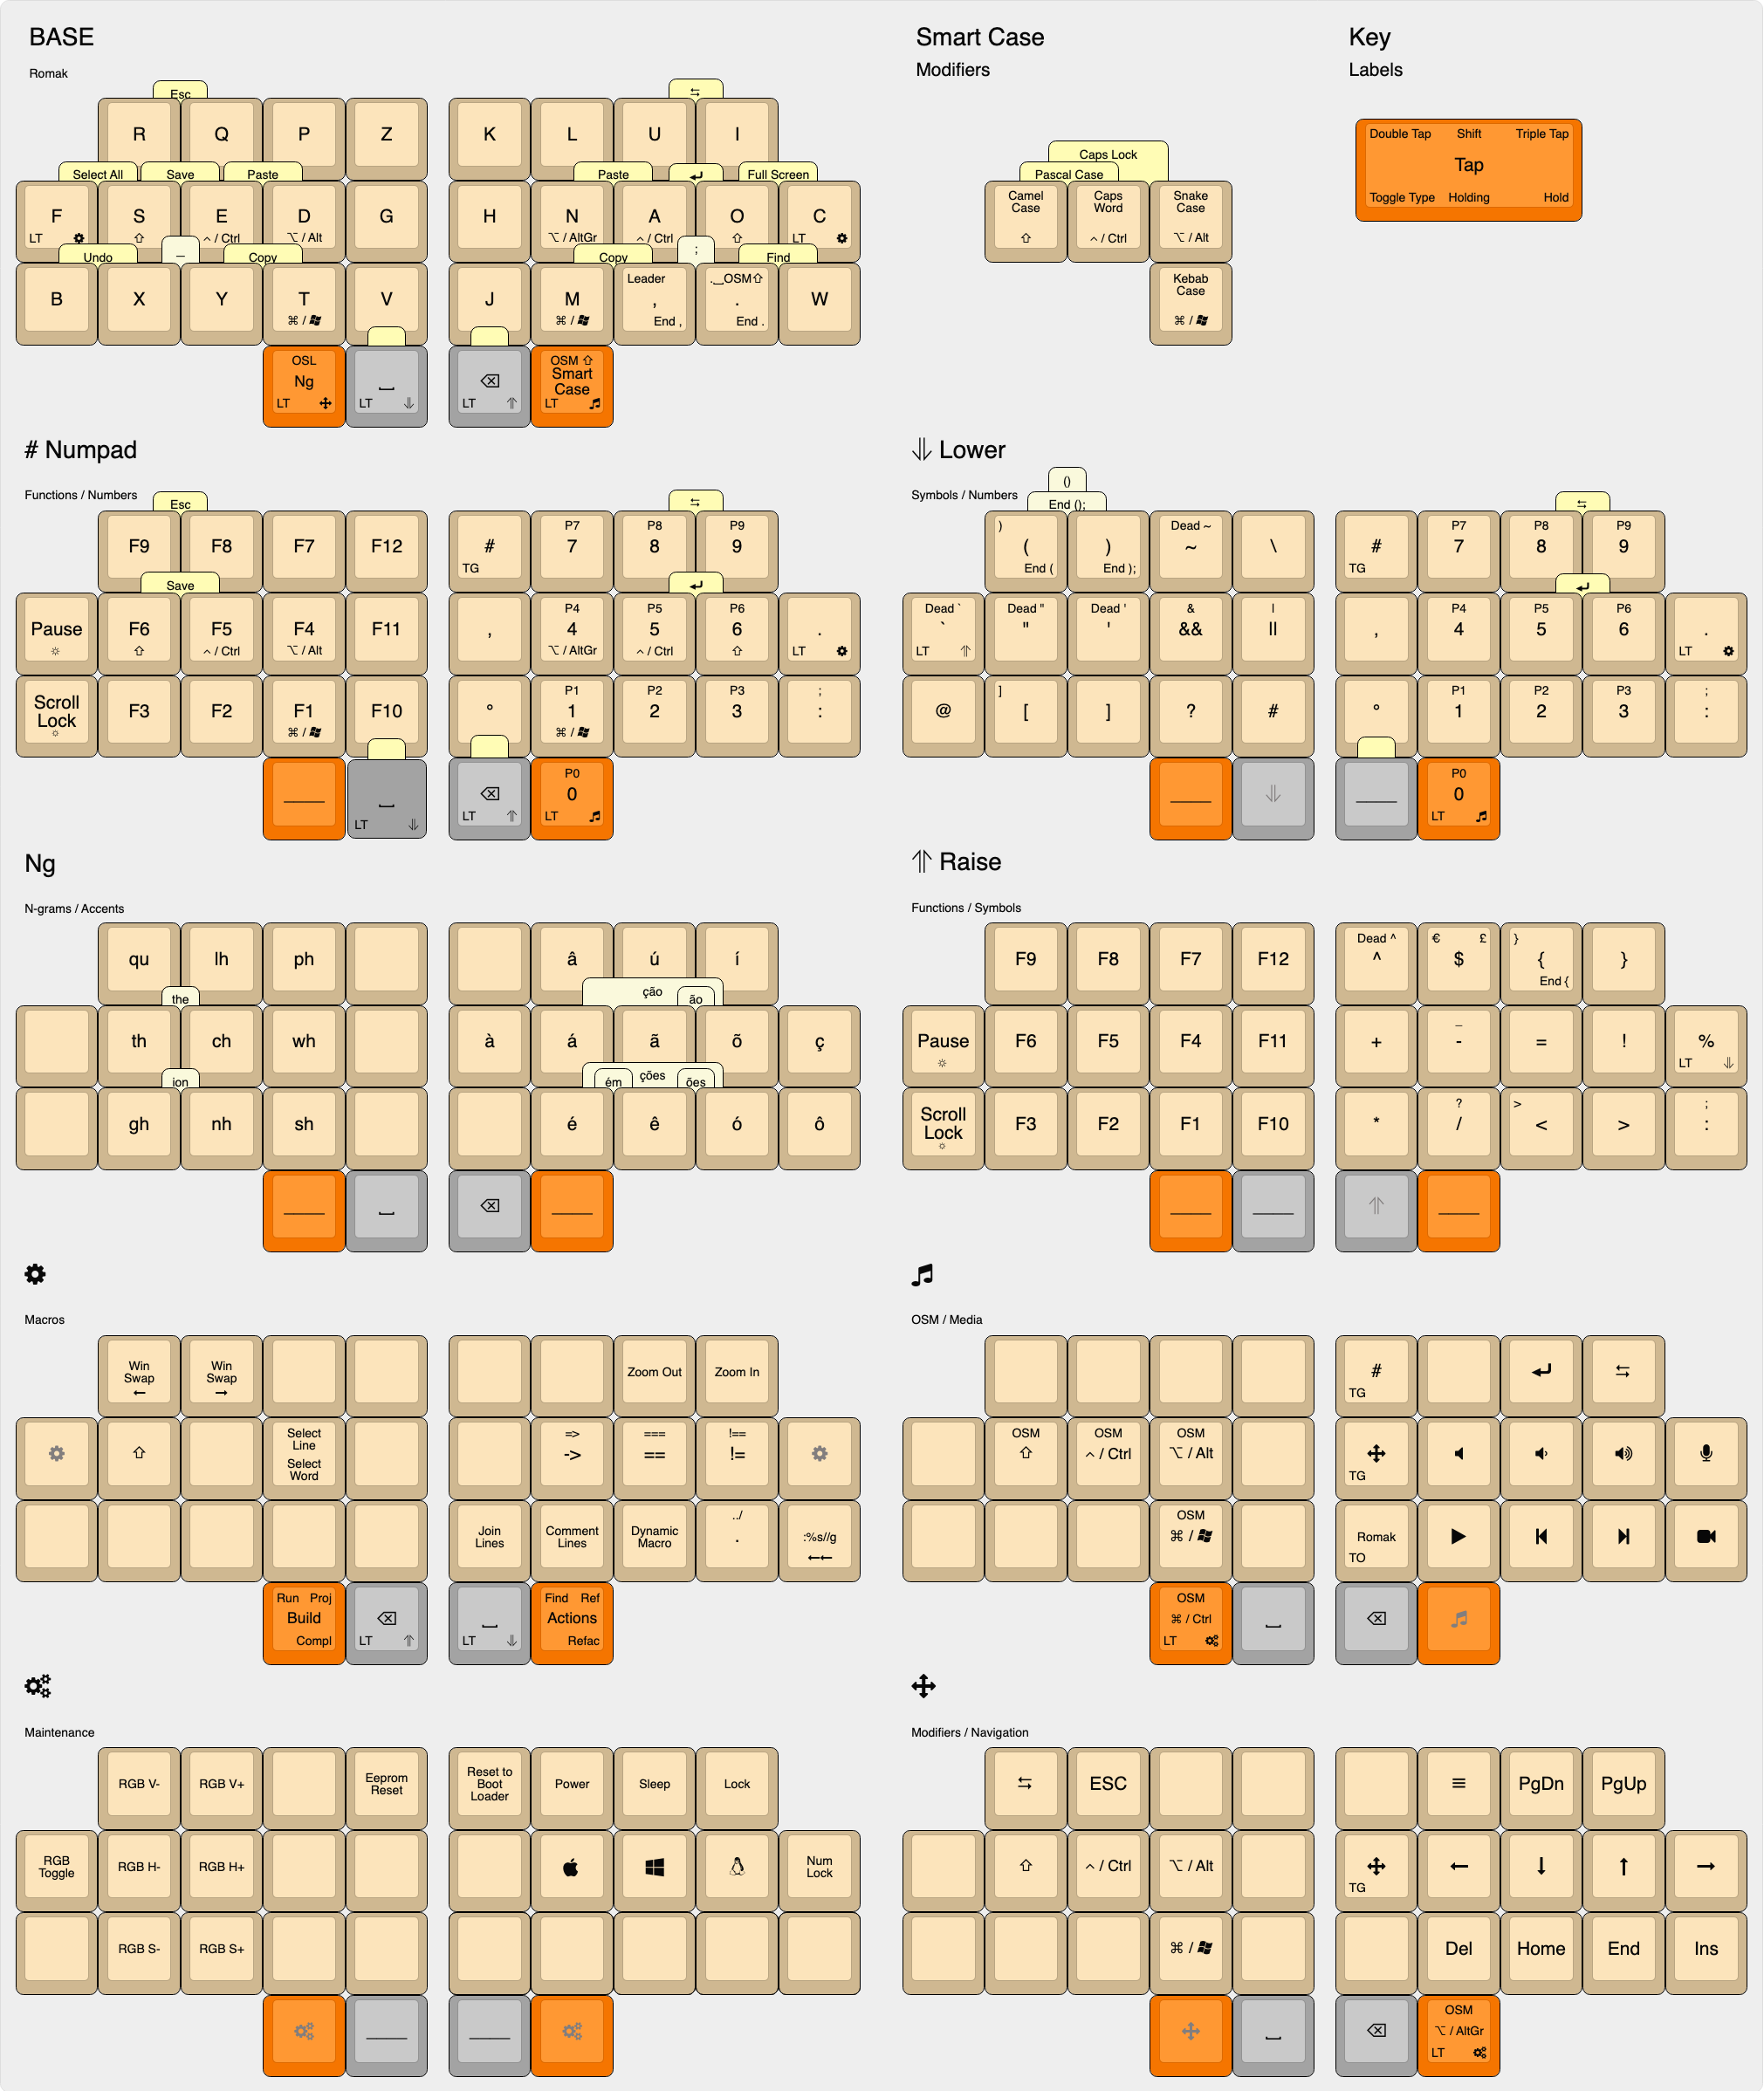 BASE
Romak
Esc ⇆
R Q P Z K L U I
Select All Save Paste Paste ↵ Full Screen
F S E D G H N A O C
LT ⚙ ⇧ ^ / Ctrl ⌥ / Alt ⌥ / AltGr ^ / Ctrl ⇧ LT ⚙
Undo _ Copy Copy ; Find
Leader .⎵OSM⇧
B X Y T V J M , . W
⌘ / ⌘ / End , End .
OSL OSM ⇧
Ng ⎵ ⌫ Smart Case
LT LT ⇓ LT ⇑ LT ♫
Smart Case
Modifiers
Caps Lock
Pascal Case
Camel Case Caps Word Snake Case
⇧ ^ / Ctrl ⌥ / Alt
Kebab Case
⌘ /
Key
Labels
Double Tap Shift Triple Tap
Tap
Toggle Type Holding Hold
# Numpad
Functions / Numbers
Esc ⇆
P7 P8 P9
F9 F8 F7 F12 # 7 8 9
TG
Save ↵
P4 P5 P6
Pause F6 F5 F4 F11 , 4 5 6 .
☼ ⇧ ^ / Ctrl ⌥ / Alt ⌥ / AltGr ^ / Ctrl ⇧ LT ⚙
P1 P2 P3 ;
Scroll Lock F3 F2 F1 F10 ° 1 2 3 :
☼ ⌘ / ⌘ /
P0
____ ⎵ ⌫ 0
LT ⇓ LT ⇑ LT ♫
⇓ Lower
Symbols / Numbers
()
End (); ⇆
) Dead ~ P7 P8 P9
( ) ~ \ # 7 8 9
End ( End ); TG
↵
Dead ` Dead " Dead ' & | P4 P5 P6
` " ' && || , 4 5 6 .
LT ⇑ LT ⚙
] P1 P2 P3 ;
@ [ ] ? # ° 1 2 3 :
P0
____ ⇓ ____ 0
LT ♫
Ng
N-grams / Accents
qu lh ph â ú í
the ção ão
th ch wh à á ã õ ç
ion ções ém ões
gh nh sh é ê ó ô
____ ⎵ ⌫ ____
⇑ Raise
Functions / Symbols
Dead ^ € £ }
F9 F8 F7 F12 ^ $ { }
End {
_
Pause F6 F5 F4 F11 + - = ! %
☼ LT ⇓
? > ;
Scroll Lock F3 F2 F1 F10 * / < > :
☼
____ ____ ⇑ ____
⚙
Macros
Win Swap ← Win Swap → Zoom Out Zoom In
=> === !==
⚙ ⇧ Select Line Select Word -> == != ⚙
../
Join Lines Comment Lines Dynamic Macro . :%s//g
←←
Run Proj Find Ref
Build ⌫ ⎵ Actions
Compl LT ⇑ LT ⇓ Refac
♫
OSM / Media
# ↵ ⇆
TG
OSM OSM OSM
⇧ ^ / Ctrl ⌥ / Alt
TG
OSM
⌘ / Romak
TO
OSM
⌘ / Ctrl ⎵ ⌫ ♫
LT
Maintenance
RGB V- RGB V+ Eeprom Reset Reset to Boot Loader Power Sleep Lock
RGB Toggle RGB H- RGB H+ Num Lock
RGB S- RGB S+
____ ____
Modifiers / Navigation
⇆ ESC ≡ PgDn PgUp
⇧ ^ / Ctrl ⌥ / Alt ← ↓ ↑ →
TG
⌘ / Del Home End Ins
OSM
⎵ ⌫ ⌥ / AltGr
LT